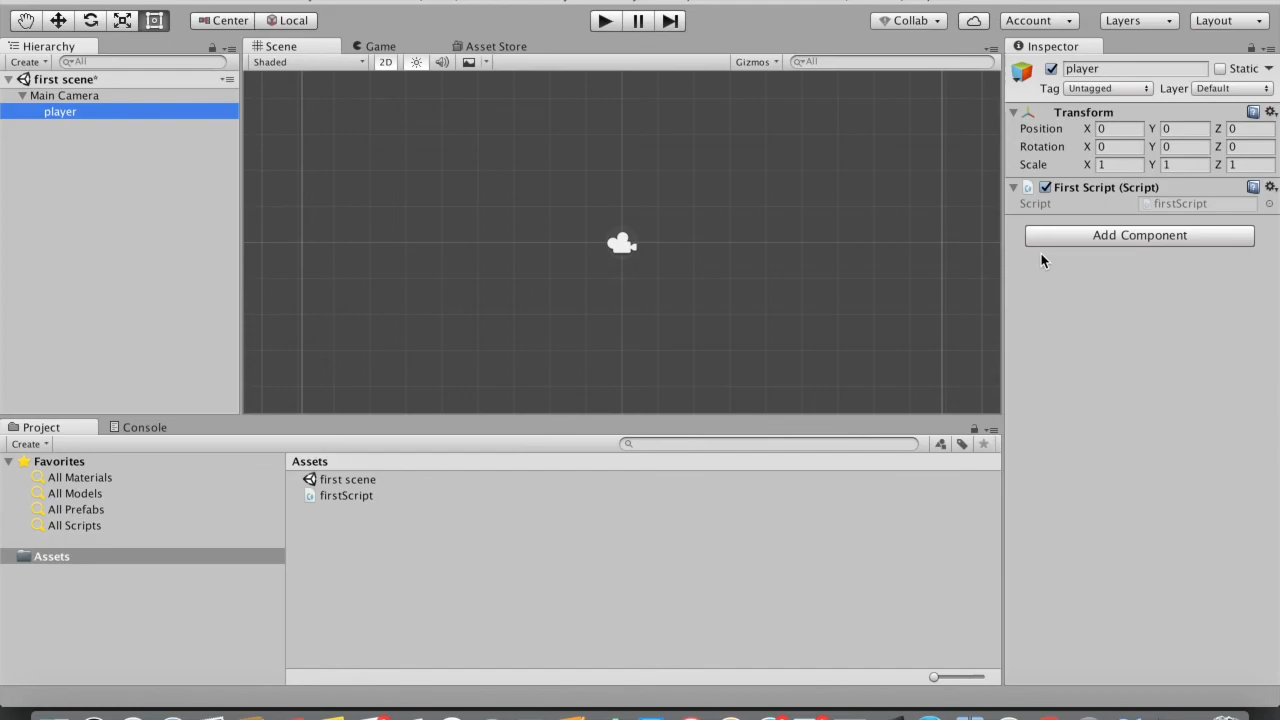 Center Local Collab Account Layers Layout
Hierarchy Scene Game Asset Store Inspector
Create All Shaded 2D Gizmos All player Static
first scene* Tag Untagged Layer Default
Main Camera Transform
player Position X 0 Y 0 Z 0
Rotation X 0 Y 0 Z 0
Scale X 1 Y 1 Z 1
First Script (Script)
Script firstScript
Add Component
Project Console
Create
Favorites Assets
All Materials first scene
All Models firstScript
All Prefabs
All Scripts
Assets